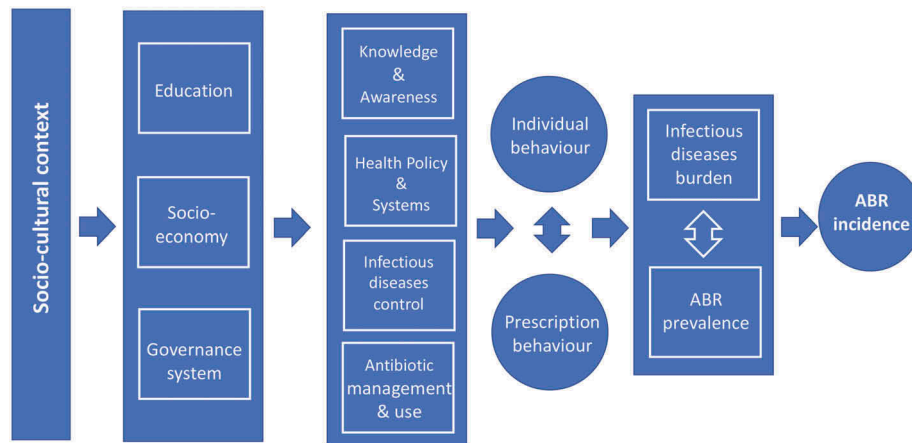 Socio-cultural context
Education
Socio-
economy
Governance
system
Knowledge
&
Awareness
Health Policy
&
Systems
Infectious
diseases
control
Antibiotic
management
& use
Individual
behaviour
Prescription
behaviour
Infectious
diseases
burden
ABR
prevalence
ABR
incidence